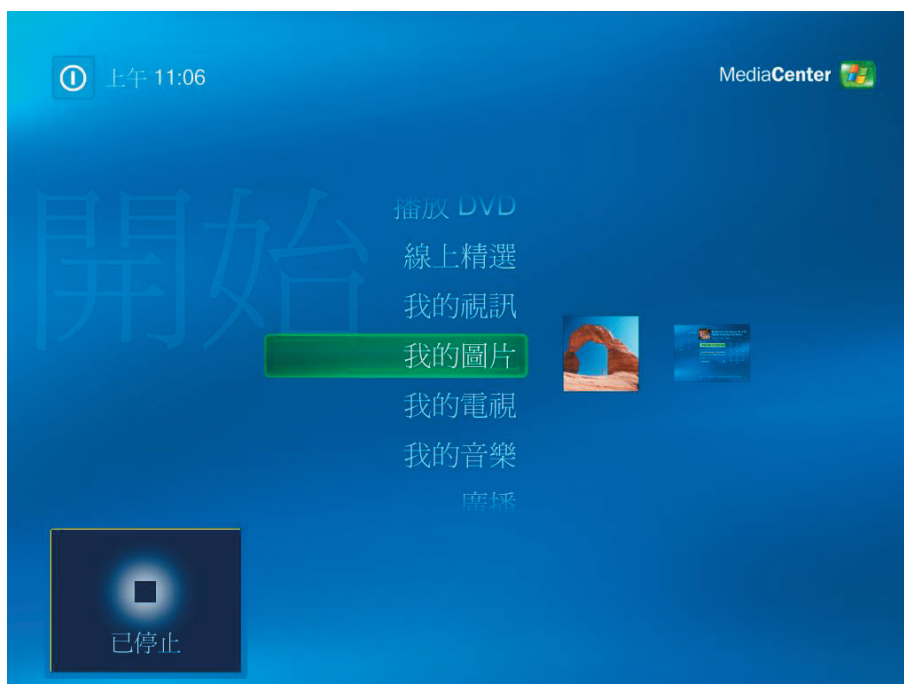 上午 11:06
MediaCenter
開始
播放 DVD
線上精選
我的視訊
我的圖片
我的電視
我的音樂
廣播
已停止